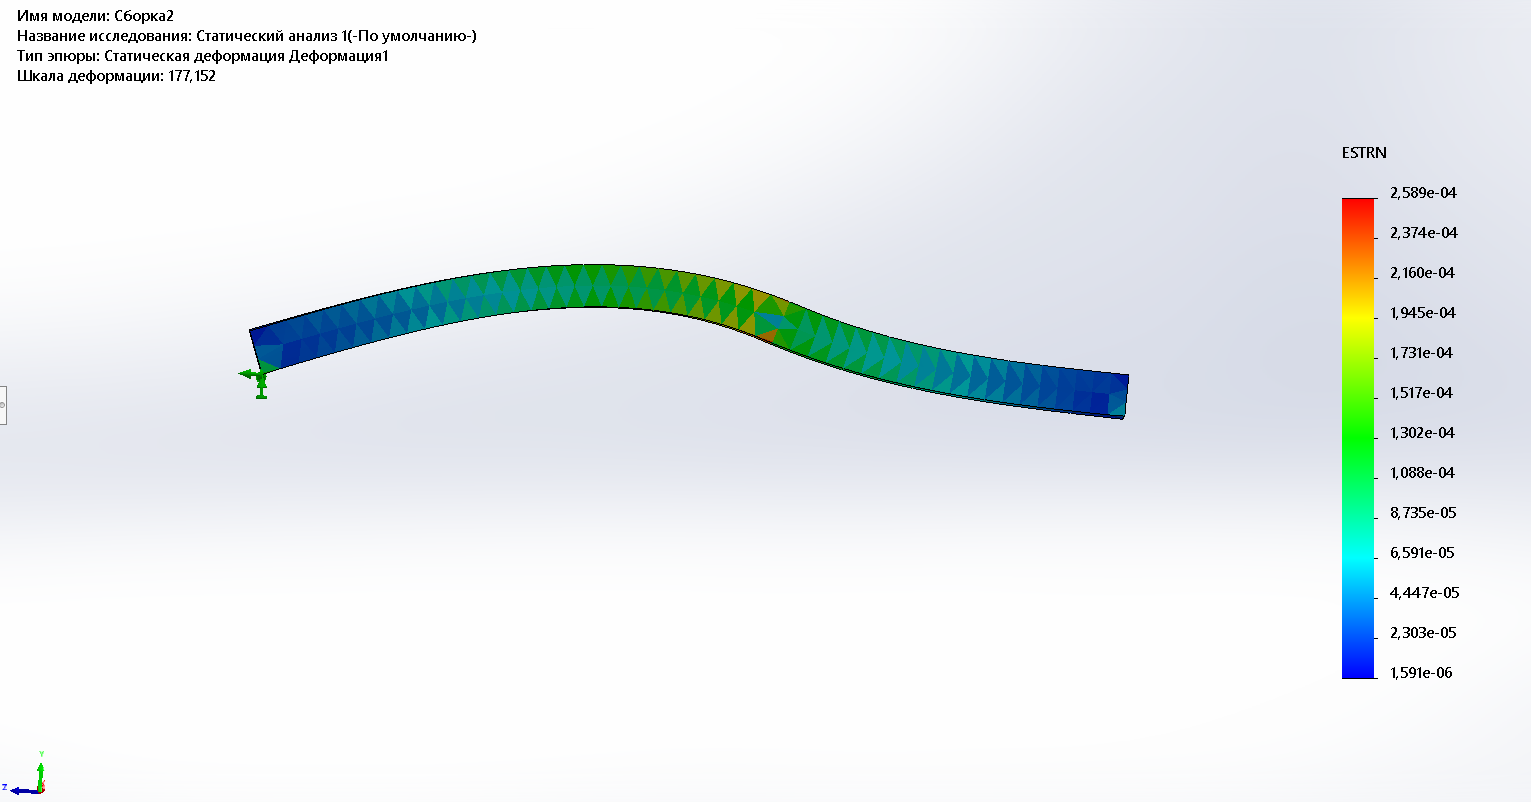 Имя модели: Сборка2
Название исследования: Статический анализ 1(-По умолчанию-)
Тип эпюры: Статическая деформация Деформация1
Шкала деформации: 177,152
ESTRN
2,589e-04
2,374e-04
2,160e-04
1,945e-04
1,731e-04
1,517e-04
1,302e-04
1,088e-04
8,735e-05
6,591e-05
4,447e-05
2,303e-05
1,591e-06
Y
Z